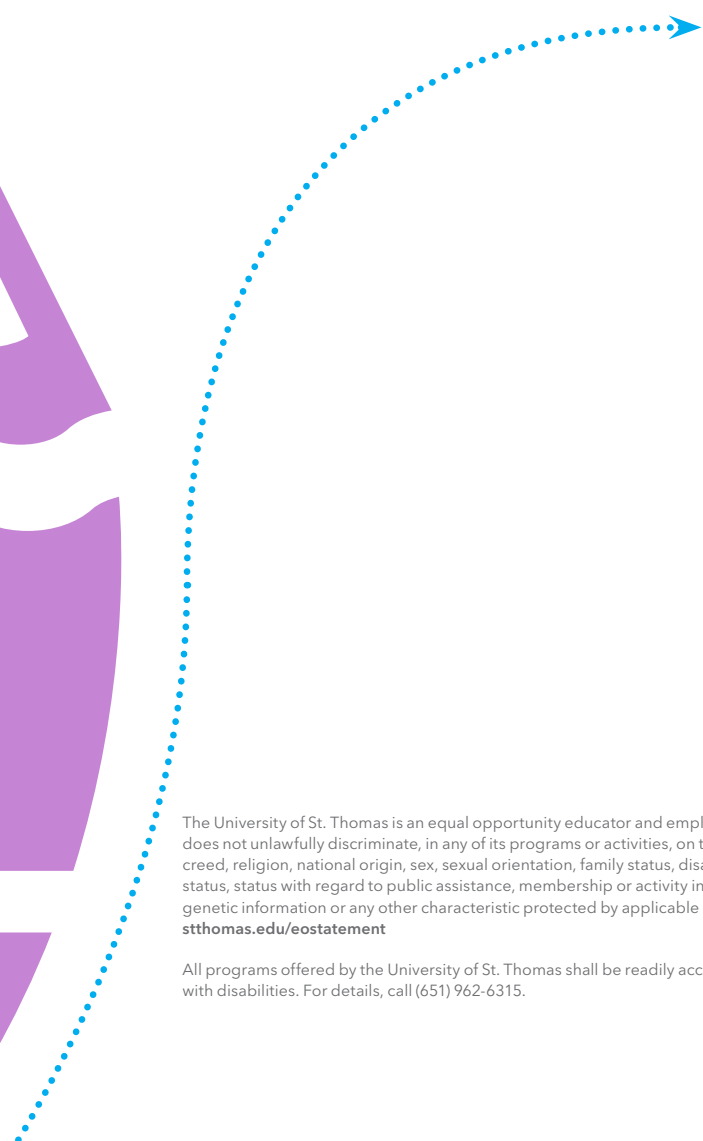 The University of St. Thomas is an equal opportunity educator and empl
does not unlawfully discriminate, in any of its programs or activities, on t
creed, religion, national origin, sex, sexual orientation, family status, disa
status, status with regard to public assistance, membership or activity in
genetic information or any other characteristic protected by applicable
stthomas.edu/eostatement
All programs offered by the University of St. Thomas shall be readily acc
with disabilities. For details, call (651) 962-6315.